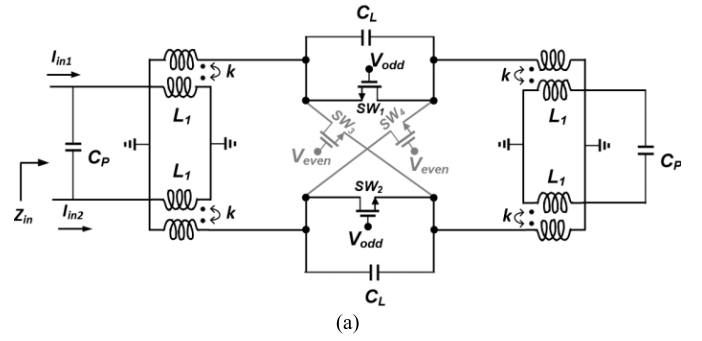 C_L
I_in1
V_odd
k
k
SW_1
L_1
L_1
SW_3
SW_4
V_even
V_even
C_P
C_P
L_1
L_1
SW_2
Z_in
I_in2
k
k
V_odd
C_L
(a)